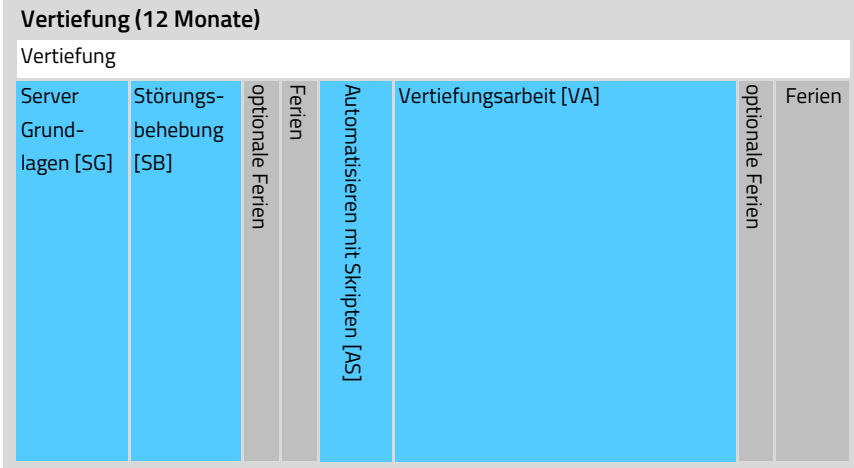 Vertiefung (12 Monate)
Vertiefung
Server
Grund-
lagen [SG]
Störungs-
behebung
[SB]
optionale Ferien
Ferien
Automatisieren mit Skripten [AS]
Vertiefungsarbeit [VA]
optionale Ferien
Ferien